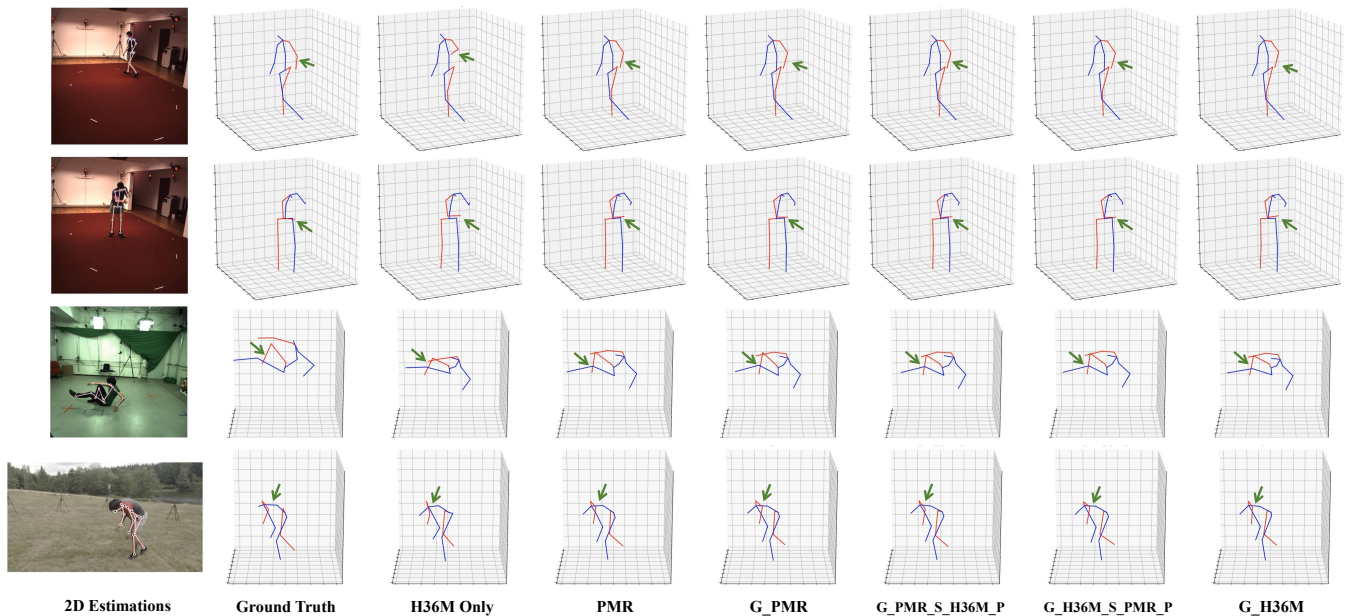 2D Estimations
Ground Truth
H36M Only
PMR
G_PMR
G_PMR_S_H36M_P
G_H36M_S_PMR_P
G_H36M